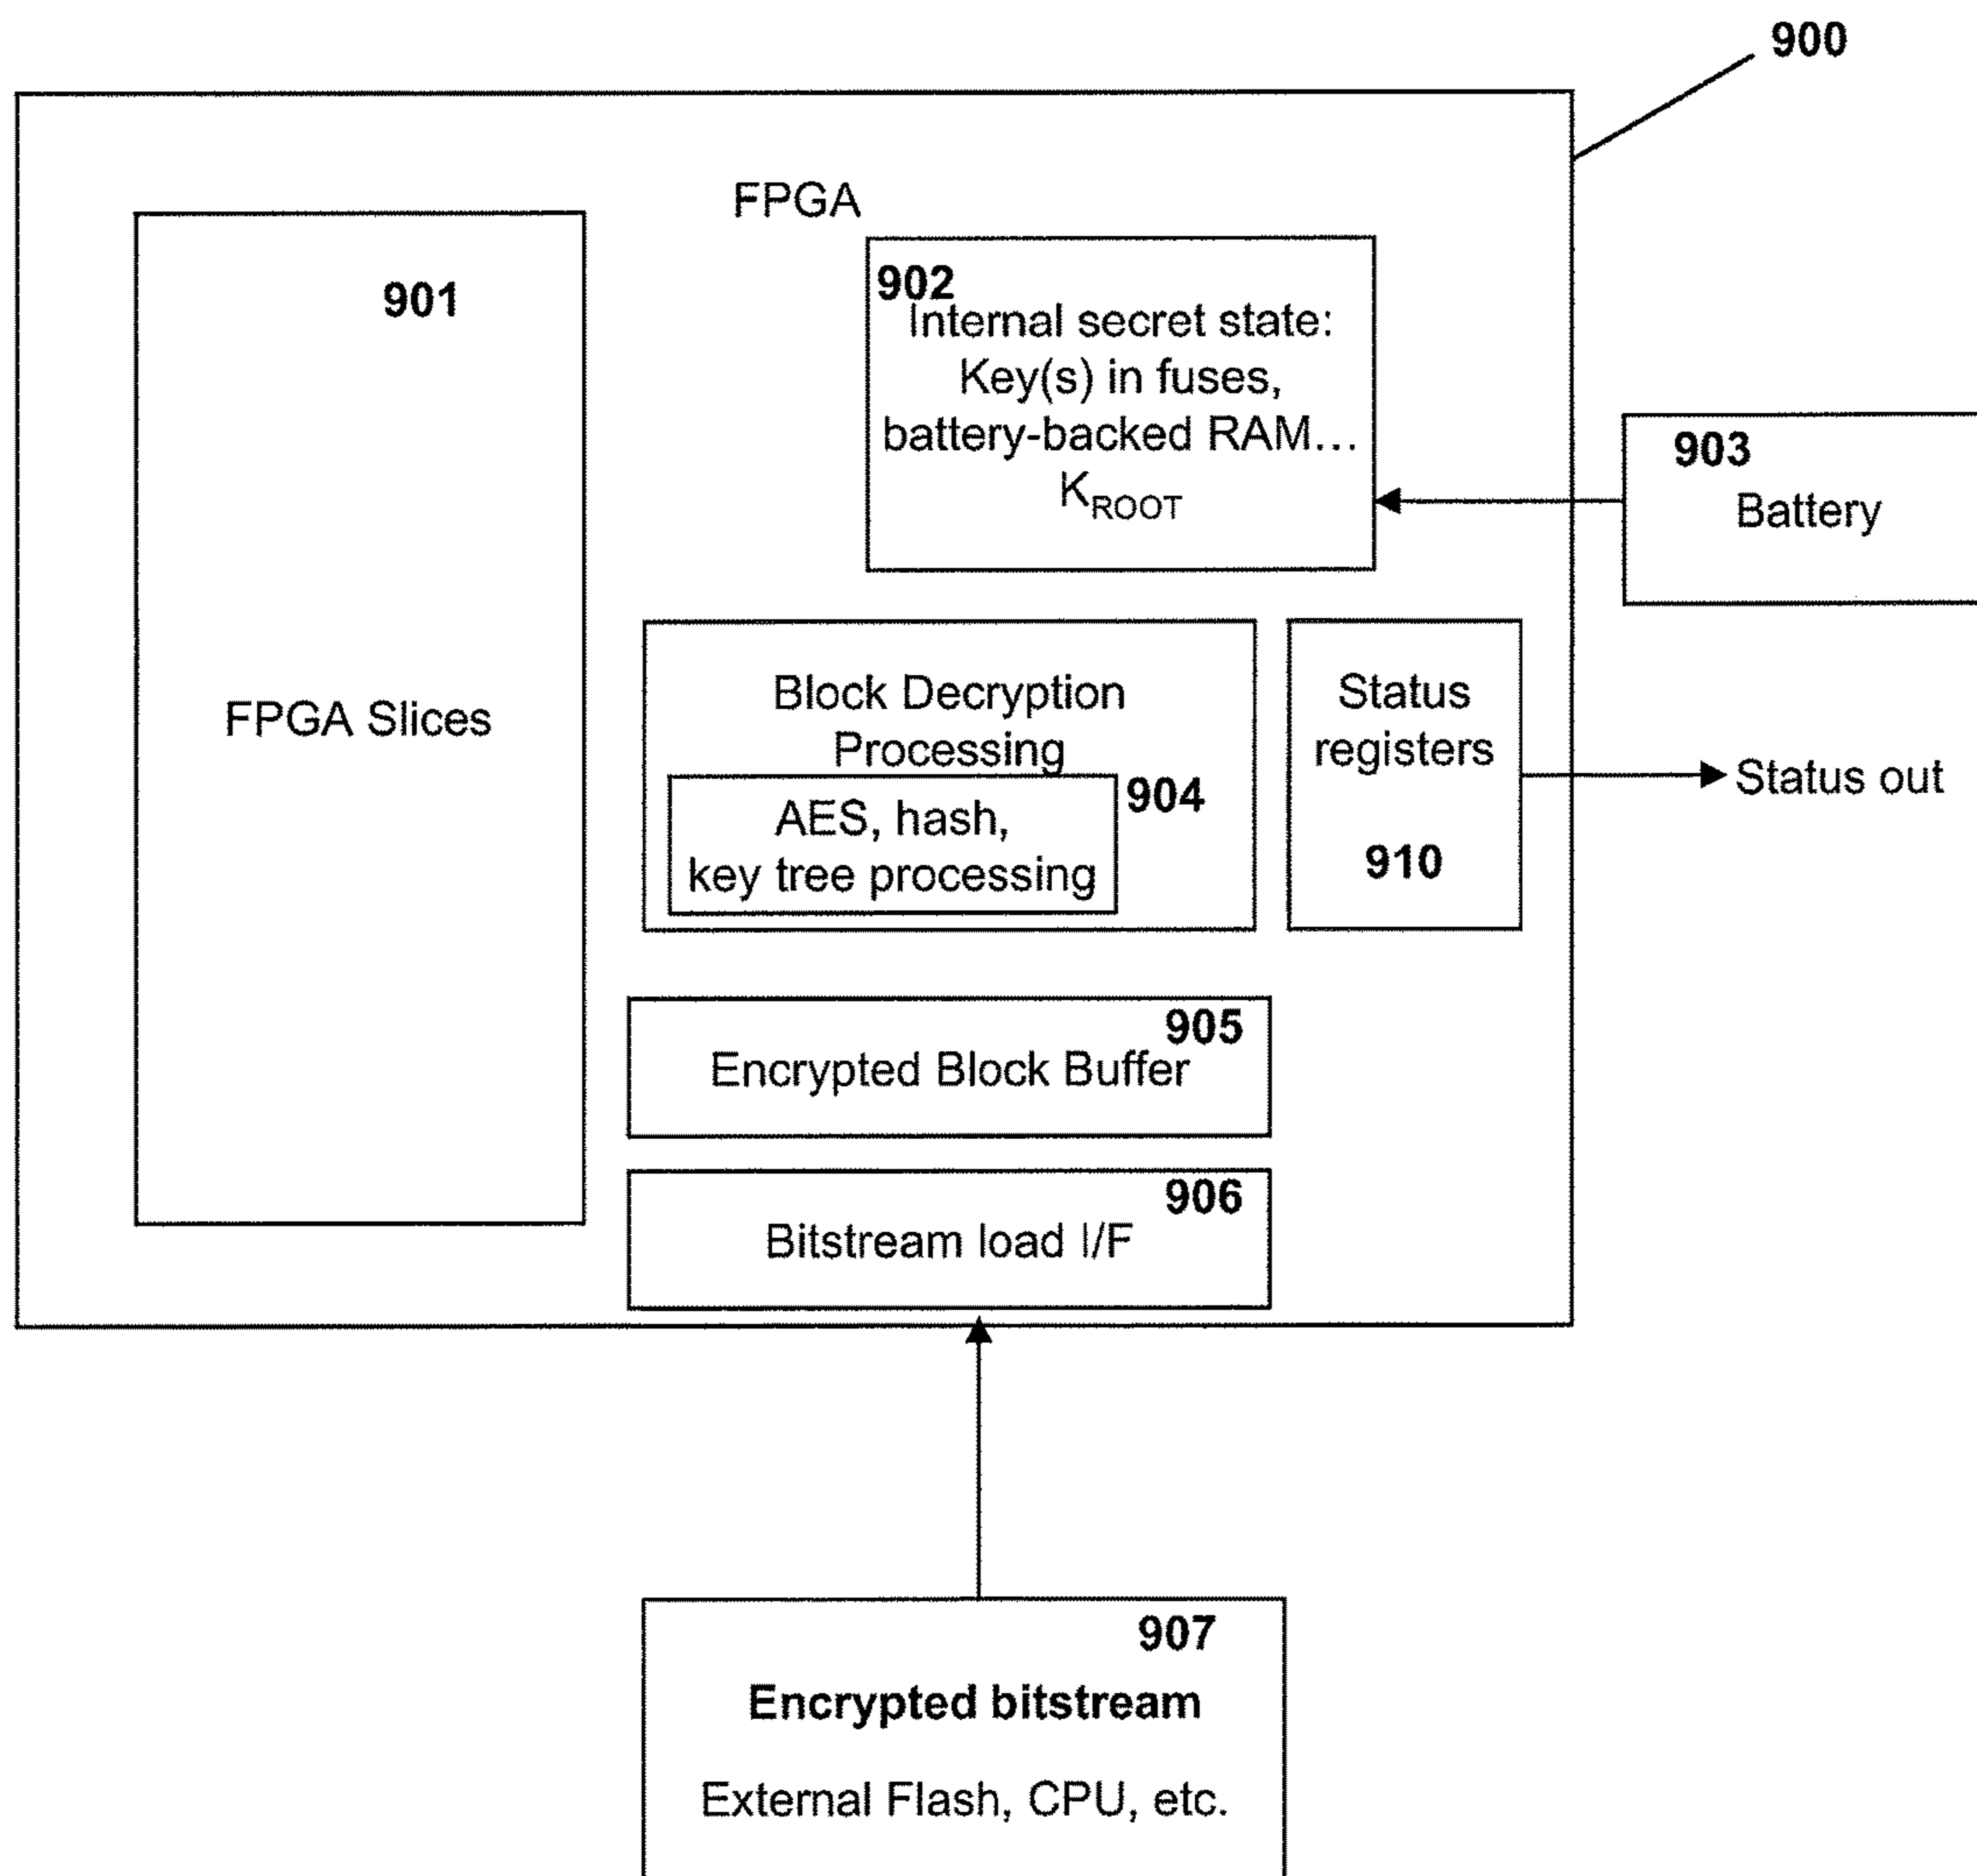 900
FPGA
901
FPGA Slices
902
Internal secret state:
Key(s) in fuses,
battery-backed RAM...
K_ROOT
903
Battery
Block Decryption
Processing
904
AES, hash,
key tree processing
Status
registers
910
Status out
905
Encrypted Block Buffer
906
Bitstream load I/F
907
Encrypted bitstream
External Flash, CPU, etc.